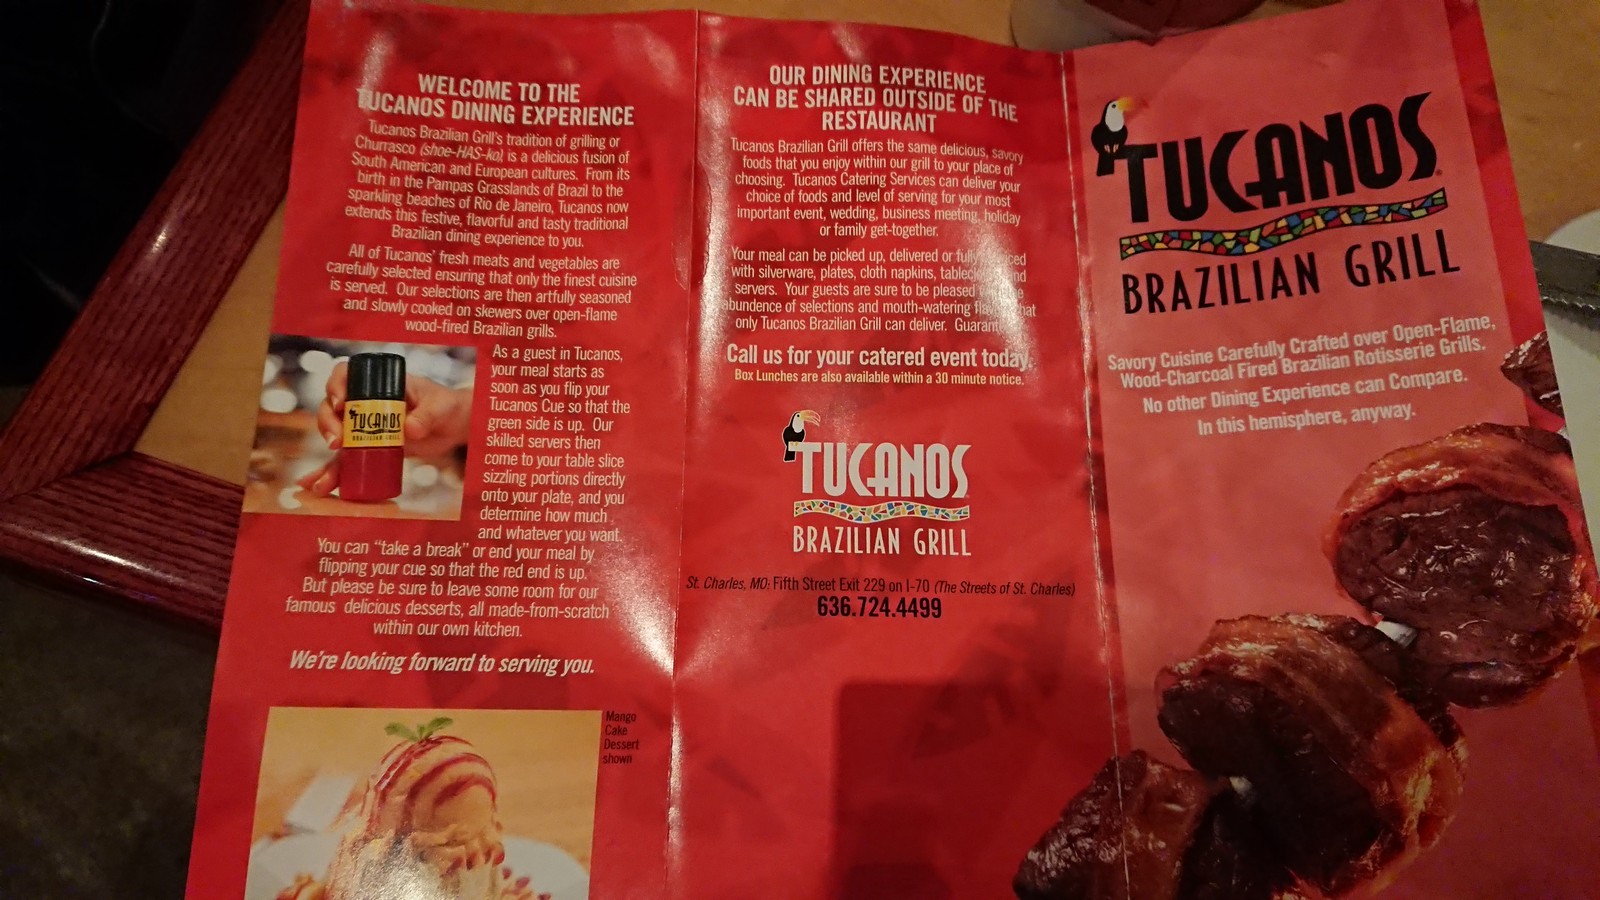 WELCOME TO THE
TUCANOS DINING EXPERIENCE
Tucanos Brazilian Grill's tradition of grilling or
Churrasco (shoe-HAS-ko) is a delicious fusion of
South American and European cultures. From its
birth in the Pampas Grasslands of Brazil to the
sparkling beaches of Rio de Janeiro, Tucanos now
extends this festive, flavorful and tasty traditional
Brazilian dining experience to you.
All of Tucanos' fresh meats and vegetables are
carefully selected ensuring that only the finest cuisine
is served. Our selections are then artfully seasoned
and slowly cooked on skewers over open-flame
wood-fired Brazilian grills.
As a guest in Tucanos,
your meal starts as
soon as you flip your
Tucanos Cue so that the
green side is up. Our
skilled servers then
come to your table slice
sizzling portions directly
onto your plate, and you
determine how much
and whatever you want.
TUCANOS
BRAZILIAN GRILL
You can "take a break" or end your meal by
flipping your cue so that the red end is up.
But please be sure to leave some room for our
famous delicious desserts, all made-from-scratch
within our own kitchen.
We're looking forward to serving you.
Mango
Cake
Dessert
shown
OUR DINING EXPERIENCE
CAN BE SHARED OUTSIDE OF THE
RESTAURANT
Tucanos Brazilian Grill offers the same delicious, savory
foods that you enjoy within our grill to your place of
choosing. Tucanos Catering Services can deliver your
choice of foods and level of serving for your most
important event, wedding, business meeting, holiday
or family get-together.
Your meal can be picked up, delivered or fully
with silverware, plates, cloth napkins,
servers. Your guests are sure to be pleased
abundence of selections and mouth-watering
only Tucanos Brazilian Grill can deliver.
Call us for your catered event today.
Box Lunches are also available within a 30 minute notice.
TUCANOS
BRAZILIAN GRILL
St. Charles, MO: Fifth Street Exit 229 on I-70 (The Streets of St. Charles)
636.724.4499
TUCANOS
BRAZILIAN GRILL
Savory Cuisine Carefully Crafted over Open-Flame,
Wood-Charcoal Fired Brazilian Rotisserie Grills.
No other Dining Experience can Compare.
In this hemisphere, anyway.